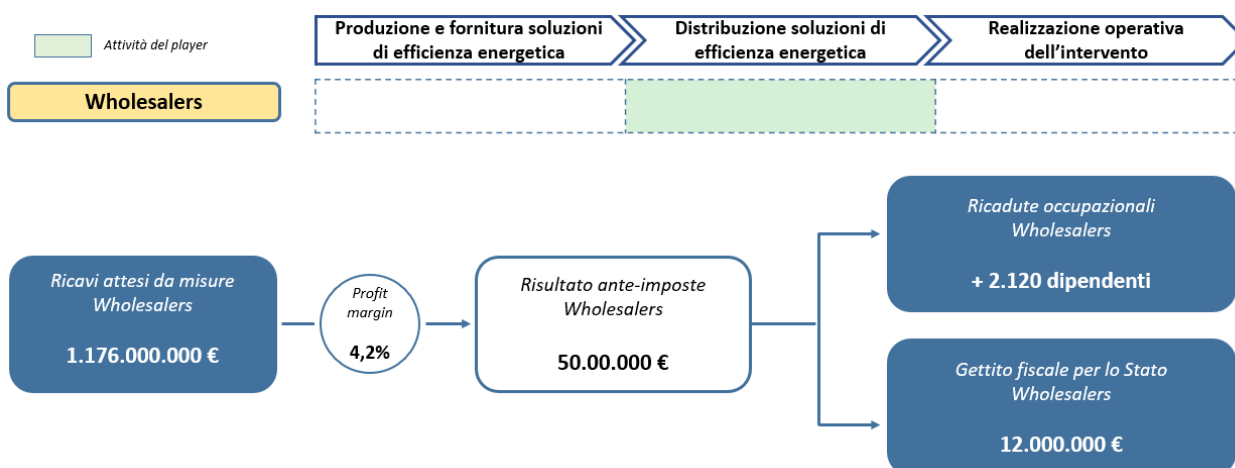 Attività del player
Produzione e fornitura soluzioni
di efficienza energetica
Distribuzione soluzioni di
efficienza energetica
Realizzazione operativa
dell'intervento
Wholesalers
Ricavi attesi da misure
Wholesalers
1.176.000.000 €
Profit
margin
4,2%
Risultato ante-imposte
Wholesalers
50.00.000 €
Ricadute occupazionali
Wholesalers
+ 2.120 dipendenti
Gettito fiscale per lo Stato
Wholesalers
12.000.000 €